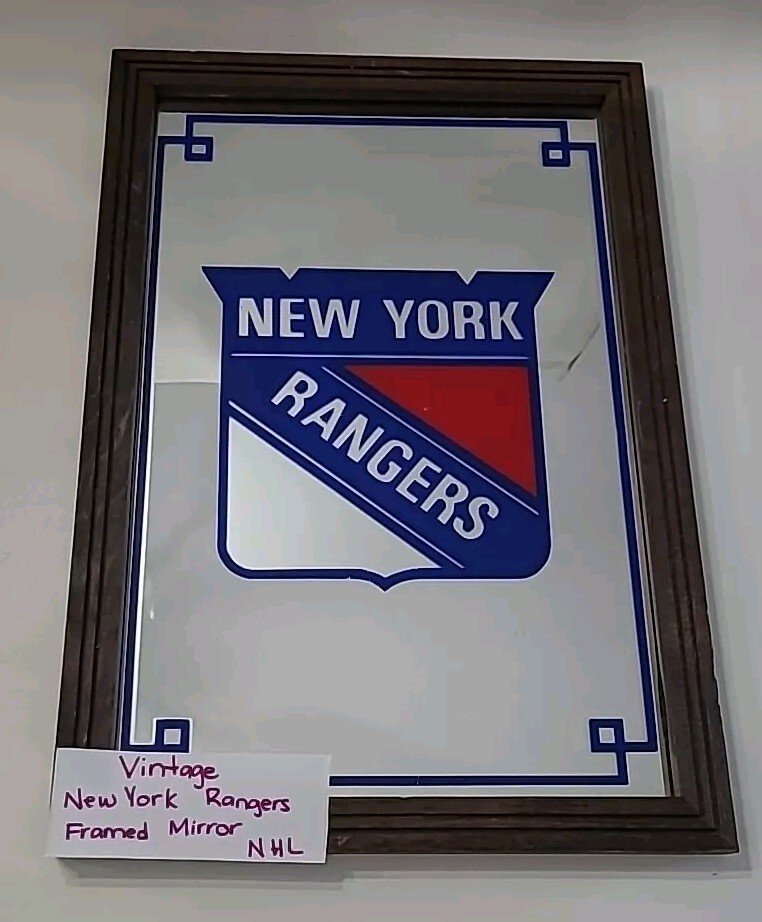 NEW YORK
RANGERS
Vintage
New York Rangers
Framed Mirror
NHL